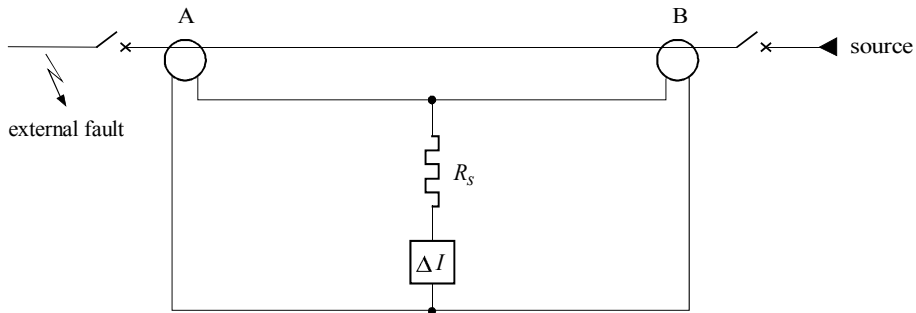 A
B
source
external fault
Rs
ΔI